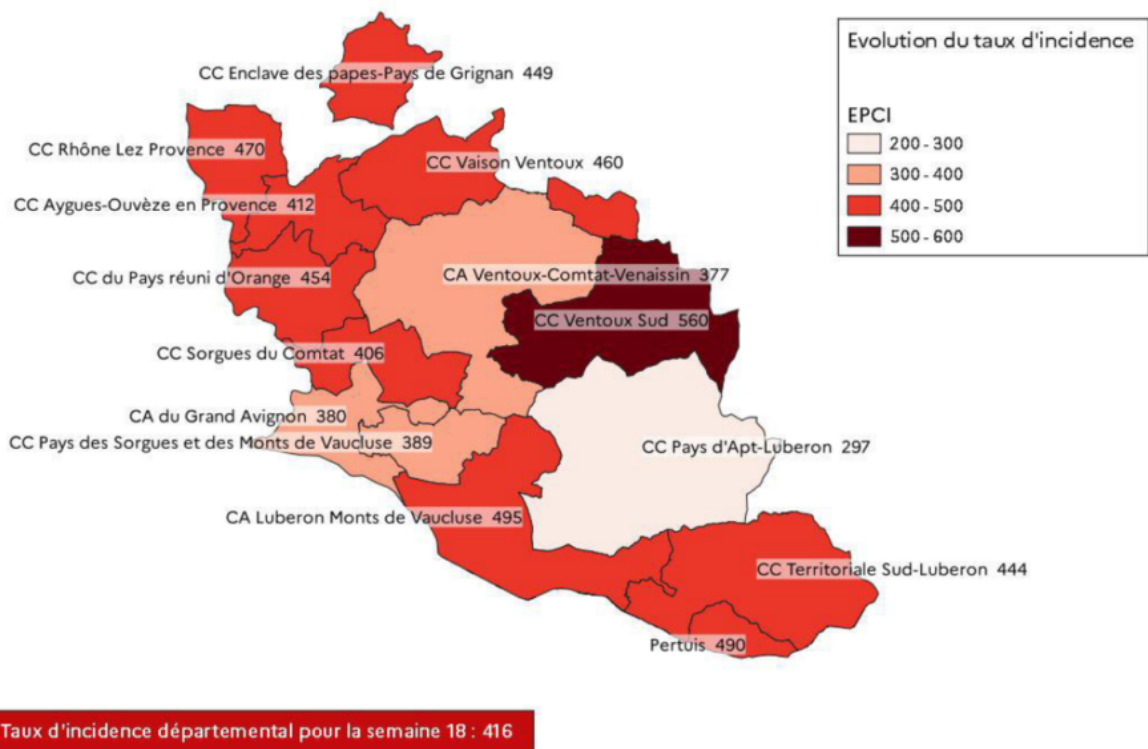 Evolution du taux d'incidence
EPCI
200 - 300
300 - 400
400 - 500
500 - 600
CC Enclave des papes-Pays de Grignan 449
CC Rhône Lez Provence 470
CC Vaison Ventoux 460
CC Aygues-Ouvèze en Provence 412
CC du Pays réuni d'Orange 454
CA Ventoux-Comtat-Venaissin 377
CC Ventoux Sud 560
CC Sorgues du Comtat 406
CA du Grand Avignon 380
CC Pays des Sorgues et des Monts de Vaucluse 389
CC Pays d'Apt-Luberon 297
CA Luberon Monts de Vaucluse 495
CC Territoriale Sud-Luberon 444
Pertuis 490
Taux d'incidence départemental pour la semaine 18 : 416